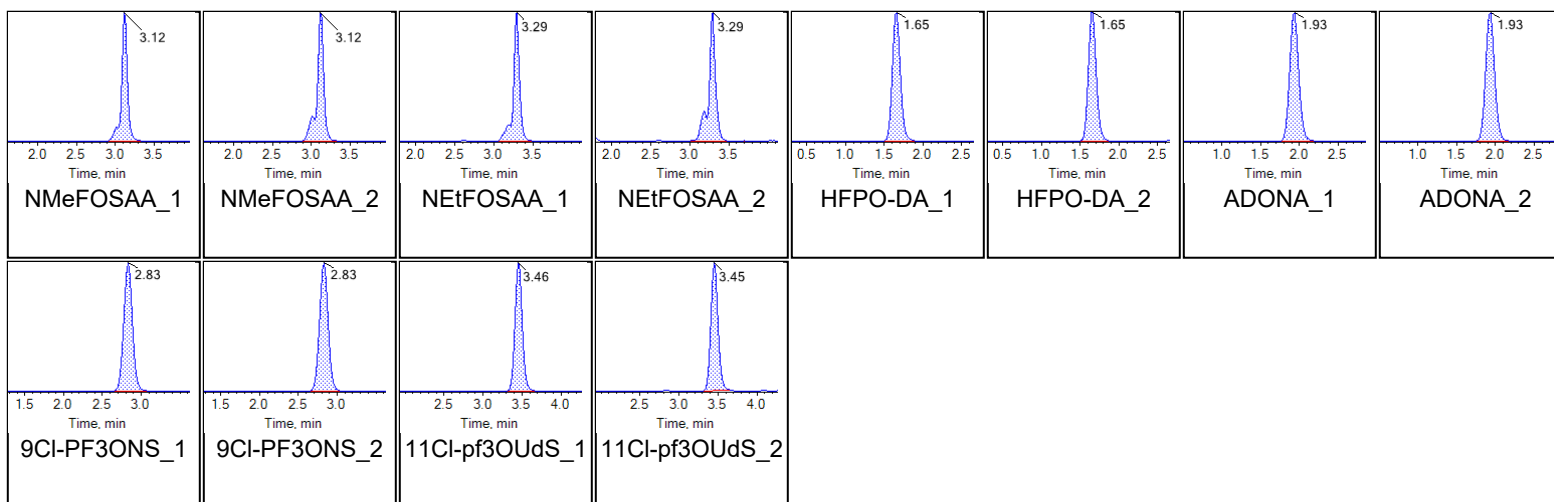 3.12 3.12 3.29 3.29 1.65 1.65 1.93 1.93
2.0 2.5 3.0 3.5 2.0 2.5 3.0 3.5 2.0 2.5 3.0 3.5 2.0 2.5 3.0 3.5 0.5 1.0 1.5 2.0 2.5 0.5 1.0 1.5 2.0 2.5 1.0 1.5 2.0 2.5 1.0 1.5 2.0 2.5
Time, min Time, min Time, min Time, min Time, min Time, min Time, min Time, min
NMeFOSAA_1 NMeFOSAA_2 NEtFOSAA_1 NEtFOSAA_2 HFPO-DA_1 HFPO-DA_2 ADONA_1 ADONA_2
2.83 2.83 3.46 3.45
1.5 2.0 2.5 3.0 1.5 2.0 2.5 3.0 2.5 3.0 3.5 4.0 2.5 3.0 3.5 4.0
Time, min Time, min Time, min Time, min
9Cl-PF3ONS_1 9Cl-PF3ONS_2 11Cl-pf3OUdS_1 11Cl-pf3OUdS_2